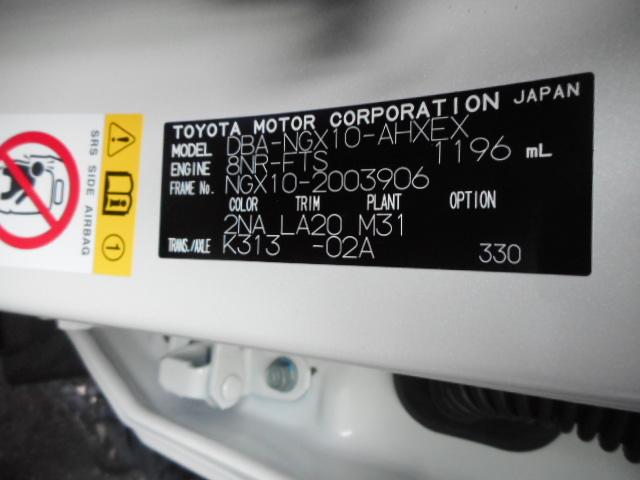 TOYOTA MOTOR CORPORATION JAPAN
MODEL DBA-NGX10-AHXEX
ENGINE 8NR-FTS 1196 mL
FRAME No. NGX10-2003906
COLOR TRIM PLANT OPTION
2NA LA20 M31
TRANS./AXLE K313 -02A 330
SRS SIDE AIRBAG
1